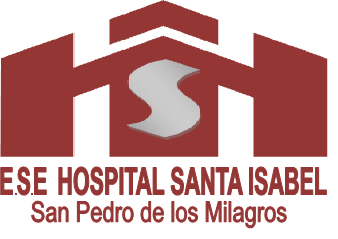 S
E.S.E HOSPITAL SANTA ISABEL
San Pedro de los Milagros